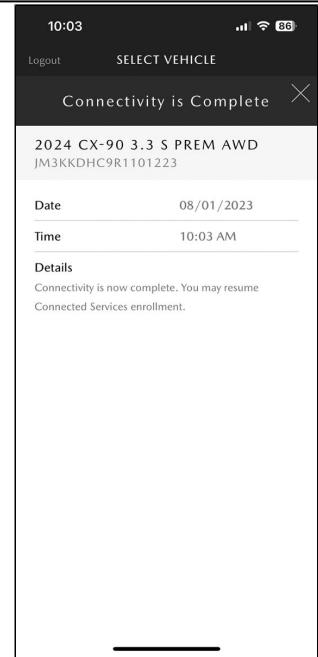 10:03
86
Logout
SELECT VEHICLE
Connectivity is Complete
2024 CX-90 3.3 S PREM AWD
JM3KKDHC9R1101223
Date 08/01/2023
Time 10:03 AM
Details
Connectivity is now complete. You may resume
Connected Services enrollment.